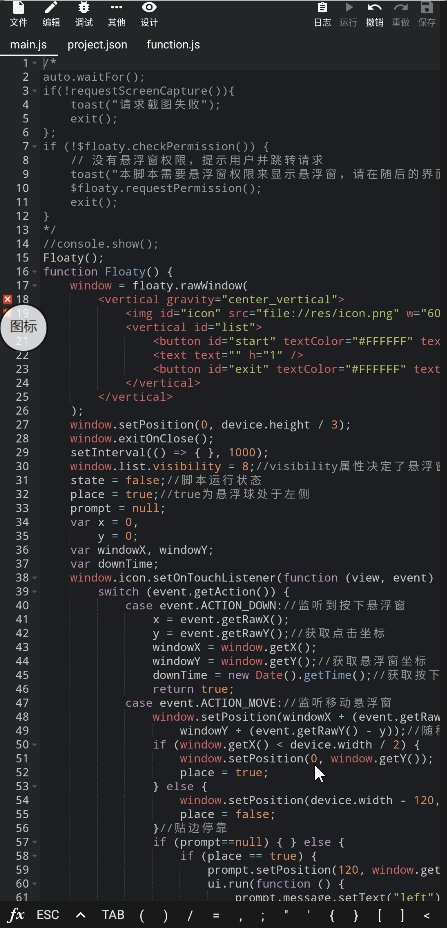 文件 编辑 调试 其他 设计 日志 运行 撤销 重做 保存
main.js project.json function.js
1 /*
2 auto.waitFor();
3 if(!requestScreenCapture()){
4 toast("请求截图失败");
5 exit();
6 };
7 if (!$floaty.checkPermission()) {
8 // 没有悬浮窗权限，提示用户并跳转请求
9 toast("本脚本需要悬浮窗权限来显示悬浮窗，请在随后的界面
10 $floaty.requestPermission();
11 exit();
12 }
13 */
14 //console.show();
15 Floaty();
16 function Floaty() {
17 window = floaty.rawWindow(
18 <vertical gravity="center_vertical">
19 <img id="icon" src="file://res/icon.png" w="60
图标
<vertical id="list">
21 <button id="start" textColor="#FFFFFF" tex
22 <text text="" h="1" />
23 <button id="exit" textColor="#FFFFFF" text
24 </vertical>
25 </vertical>
26 );
27 window.setPosition(0, device.height / 3);
28 window.exitOnClose();
29 setInterval(() => { }, 1000);
30 window.list.visibility = 8;//visibility属性决定了悬浮窗
31 state = false;//脚本运行状态
32 place = true;//true为悬浮球处于左侧
33 prompt = null;
34 var x = 0,
35 y = 0;
36 var windowX, windowY;
37 var downTime;
38 window.icon.setOnTouchListener(function (view, event)
39 switch (event.getAction()) {
40 case event.ACTION_DOWN://监听到按下悬浮窗
41 x = event.getRawX();
42 y = event.getRawY();//获取点击坐标
43 windowX = window.getX();
44 windowY = window.getY();//获取悬浮窗坐标
45 downTime = new Date().getTime();//获取按下
46 return true;
47 case event.ACTION_MOVE://监听移动悬浮窗
48 window.setPosition(windowX + (event.getRaw
49 windowY + (event.getRawY() - y));//随移
50 if (window.getX() < device.width / 2) {
51 window.setPosition(0, window.getY());
52 place = true;
53 } else {
54 window.setPosition(device.width - 120,
55 place = false;
56 }//贴边停靠
57 if (prompt==null) { } else {
58 if (place == true) {
59 prompt.setPosition(120, window.get
60 ui.run(function () {
61 prompt.message.setText("left")
fx ESC ^ TAB ( ) / = , ; " ' { } [ ] <